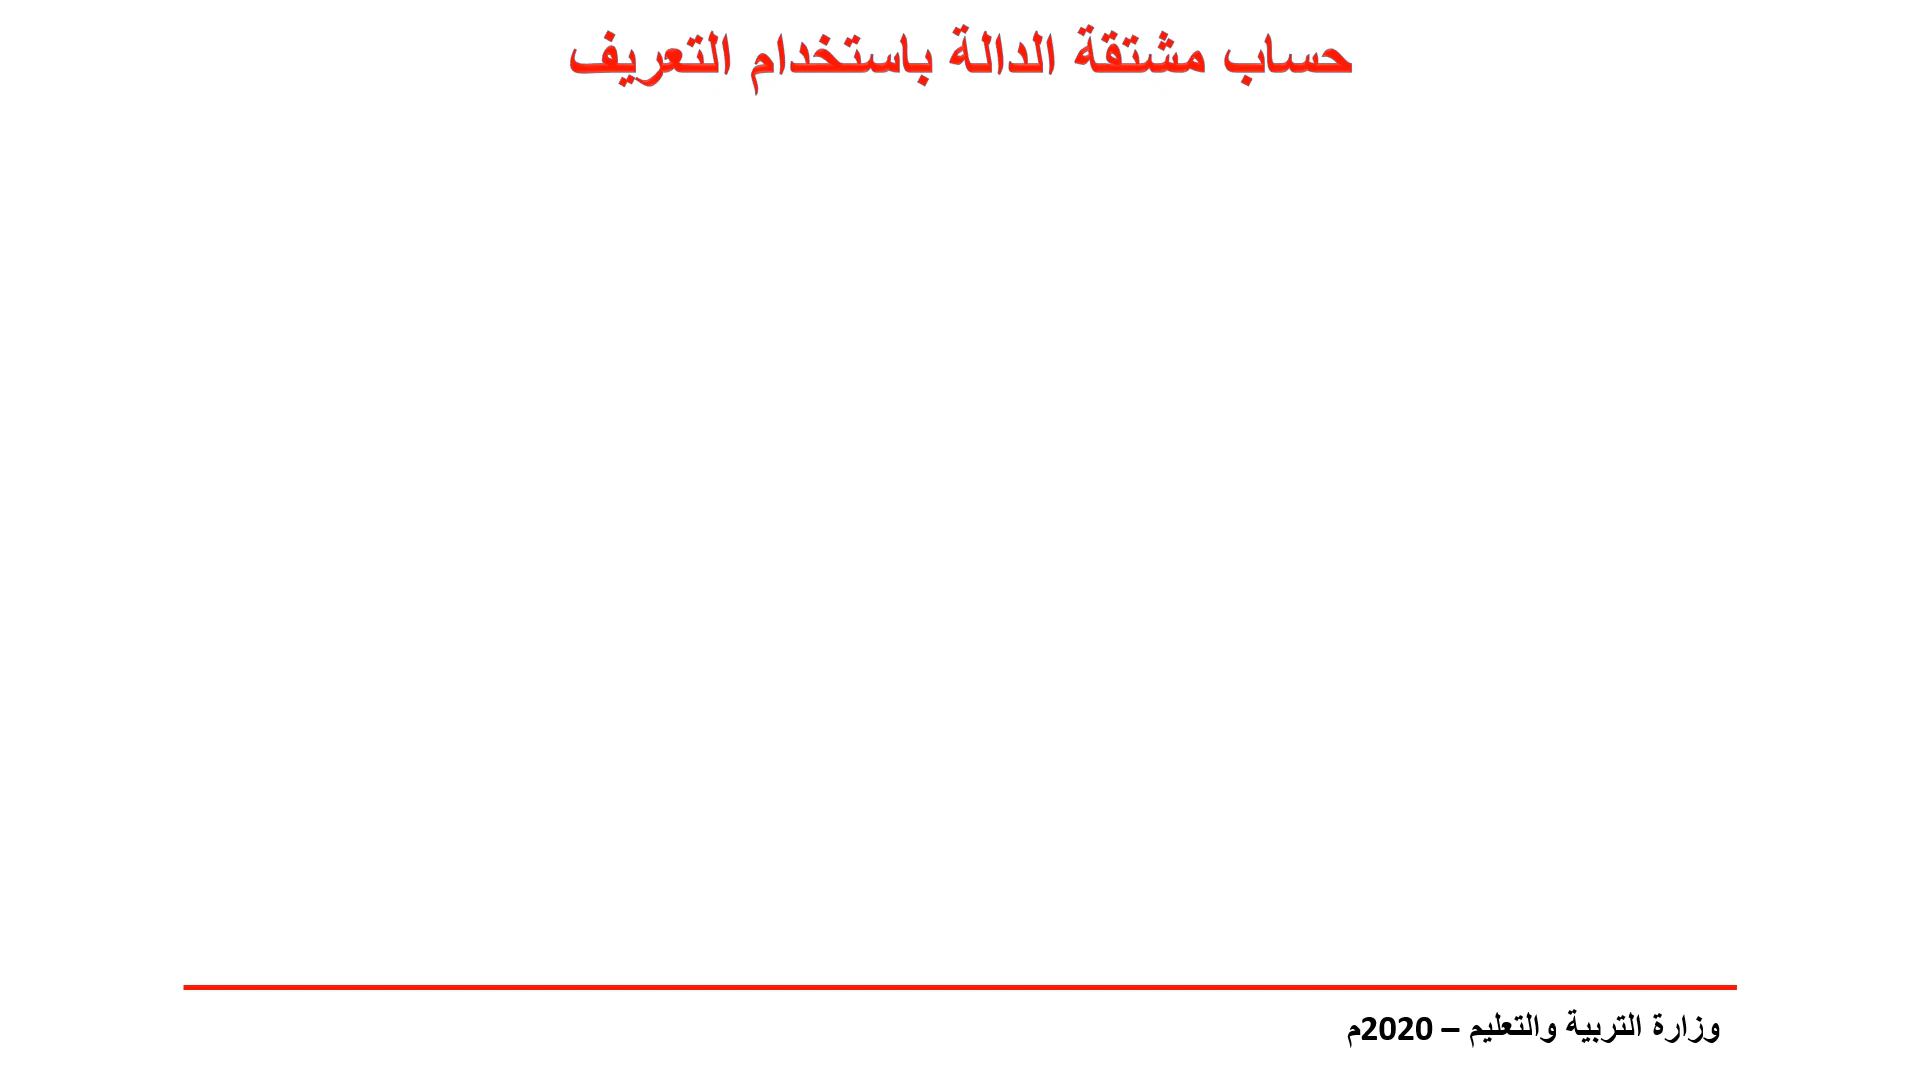 حساب مشتقة الدالة باستخدام التعريف
وزارة التربية والتعليم – 2020م